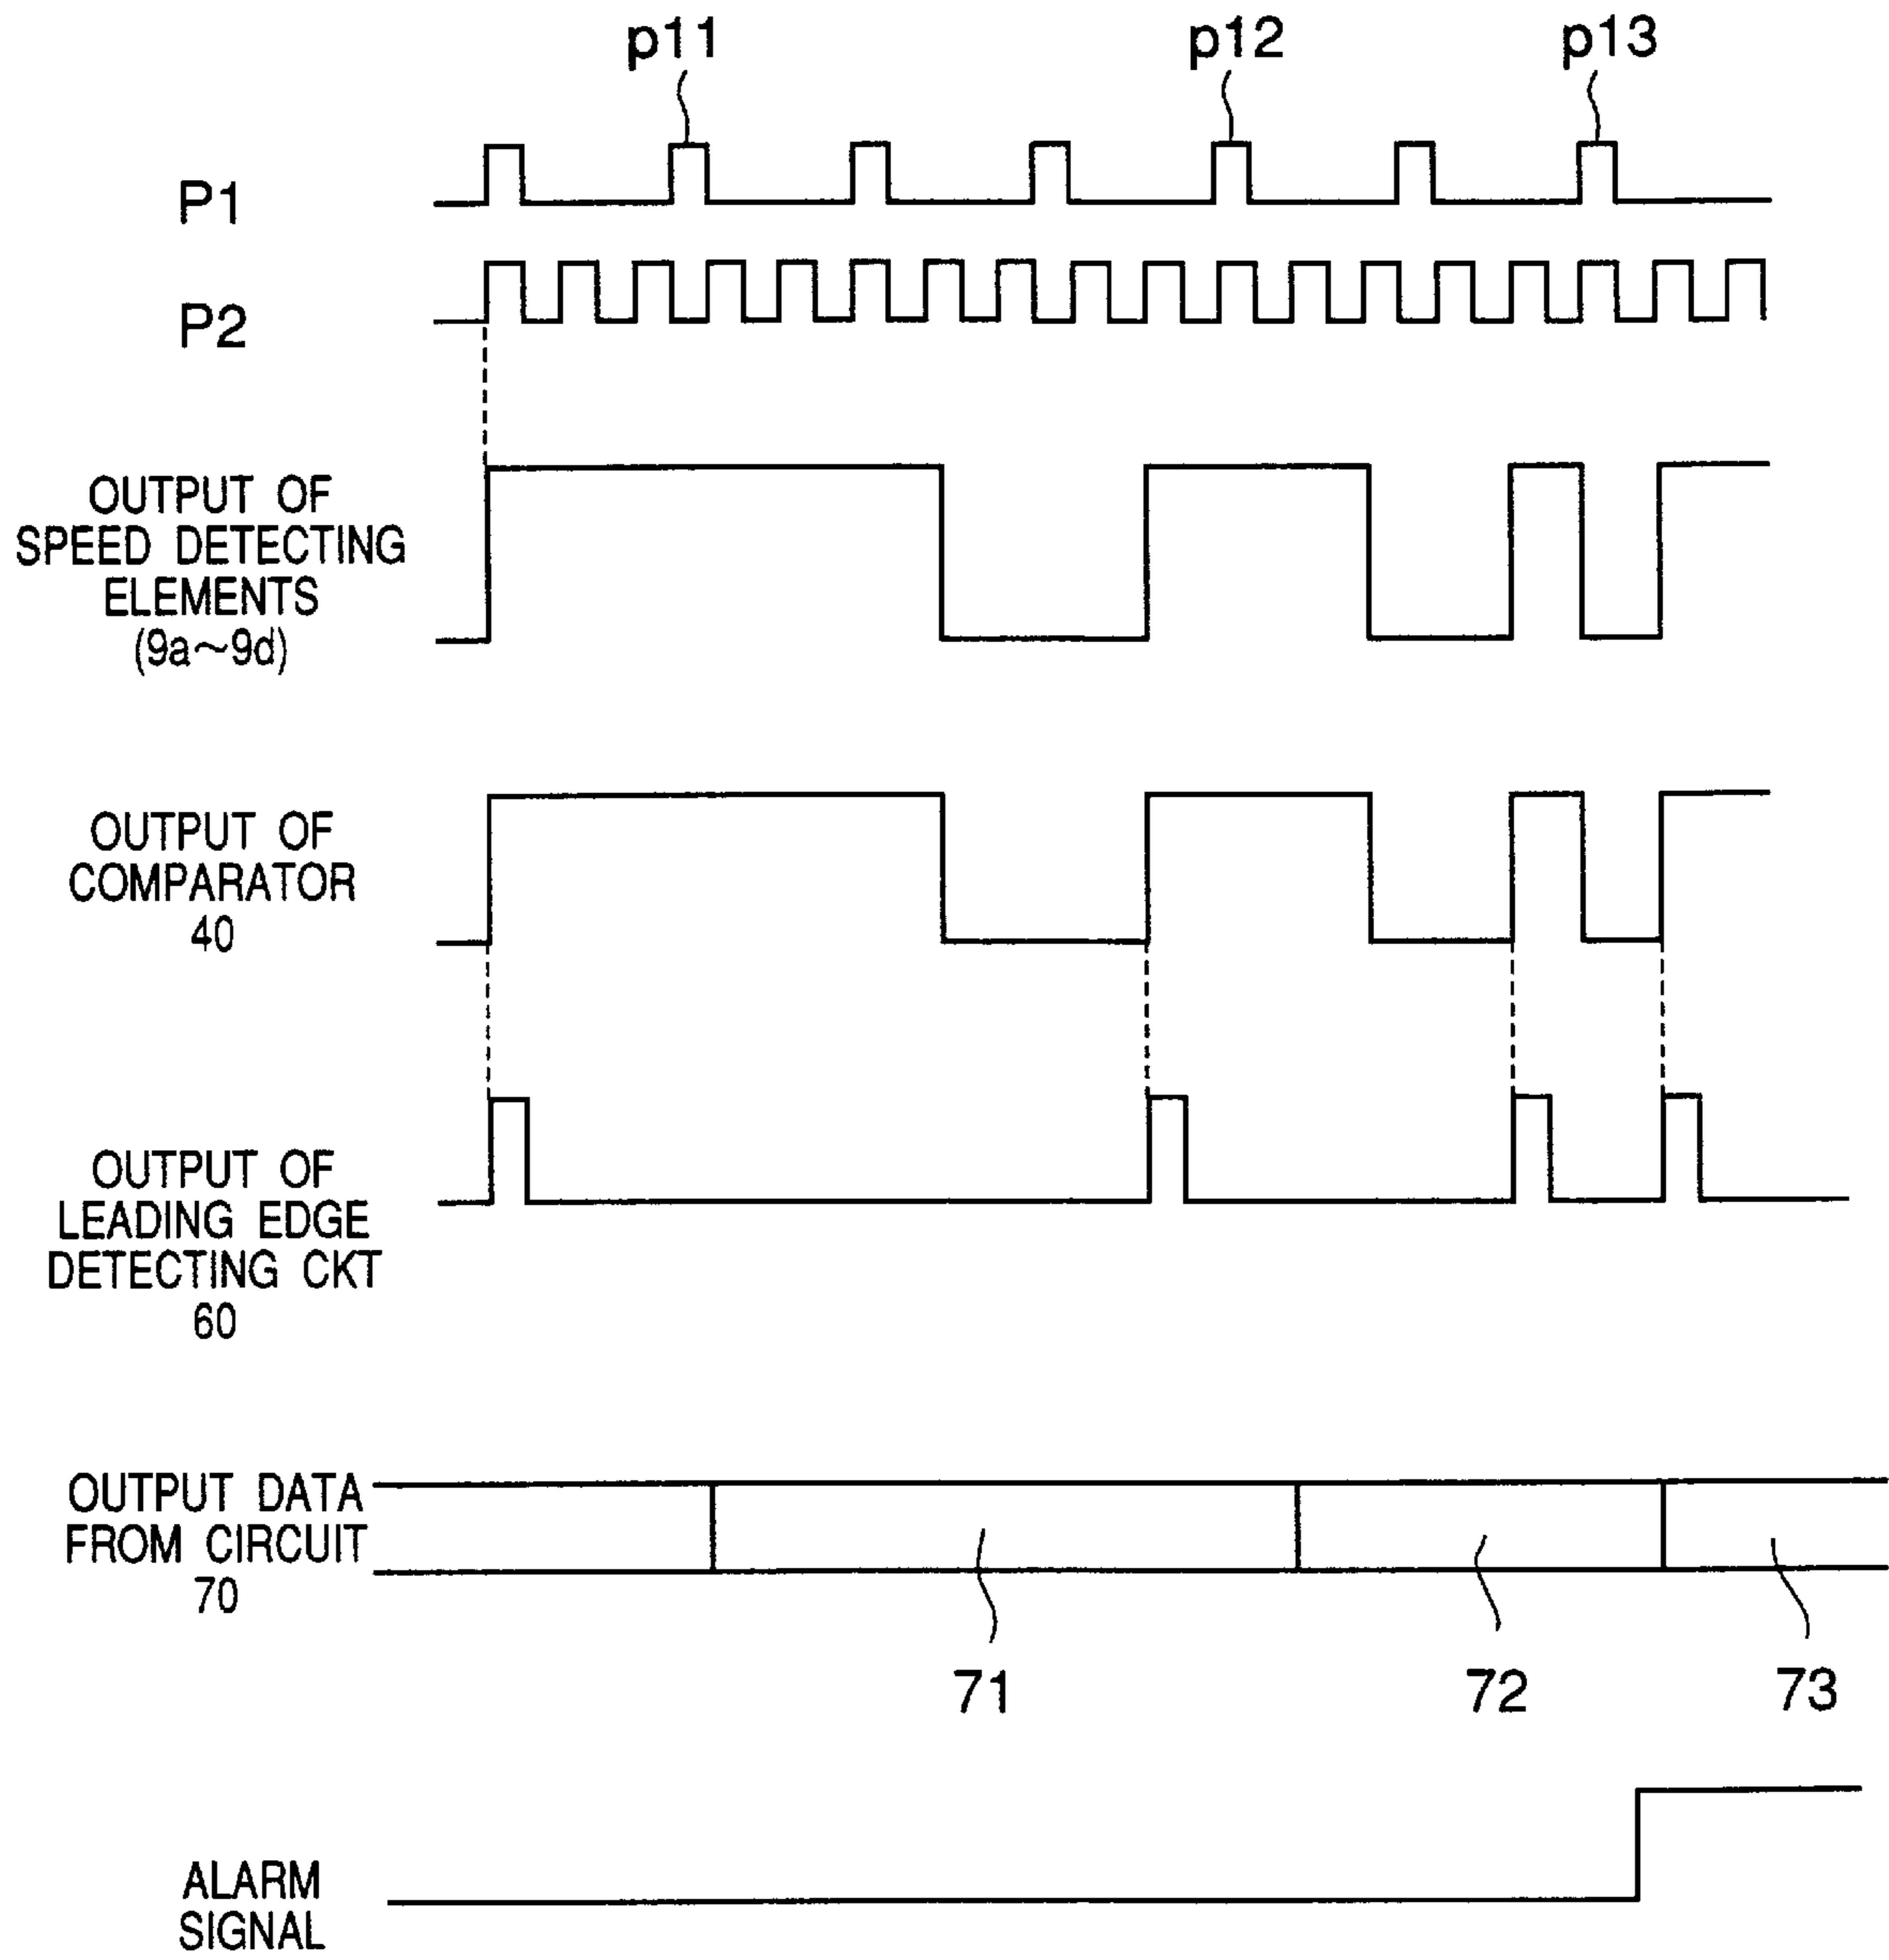 p11
p12
p13
P1
P2
OUTPUT OF
SPEED DETECTING
ELEMENTS
(9a～9d)
OUTPUT OF
COMPARATOR
40
OUTPUT OF
LEADING EDGE
DETECTING CKT
60
OUTPUT DATA
FROM CIRCUIT
70
71
72
73
ALARM
SIGNAL